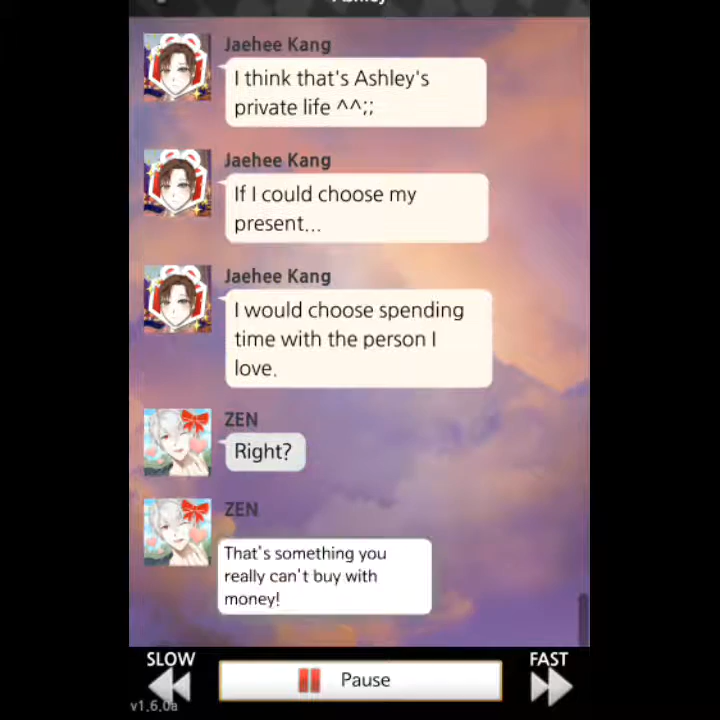 Ashley
Jaehee Kang
I think that's Ashley's
private life ^^;;
Jaehee Kang
If I could choose my
present...
Jaehee Kang
I would choose spending
time with the person I
love.
ZEN
Right?
ZEN
That's something you
really can't buy with
money!
SLOW
Pause
FAST
v1.6.0a